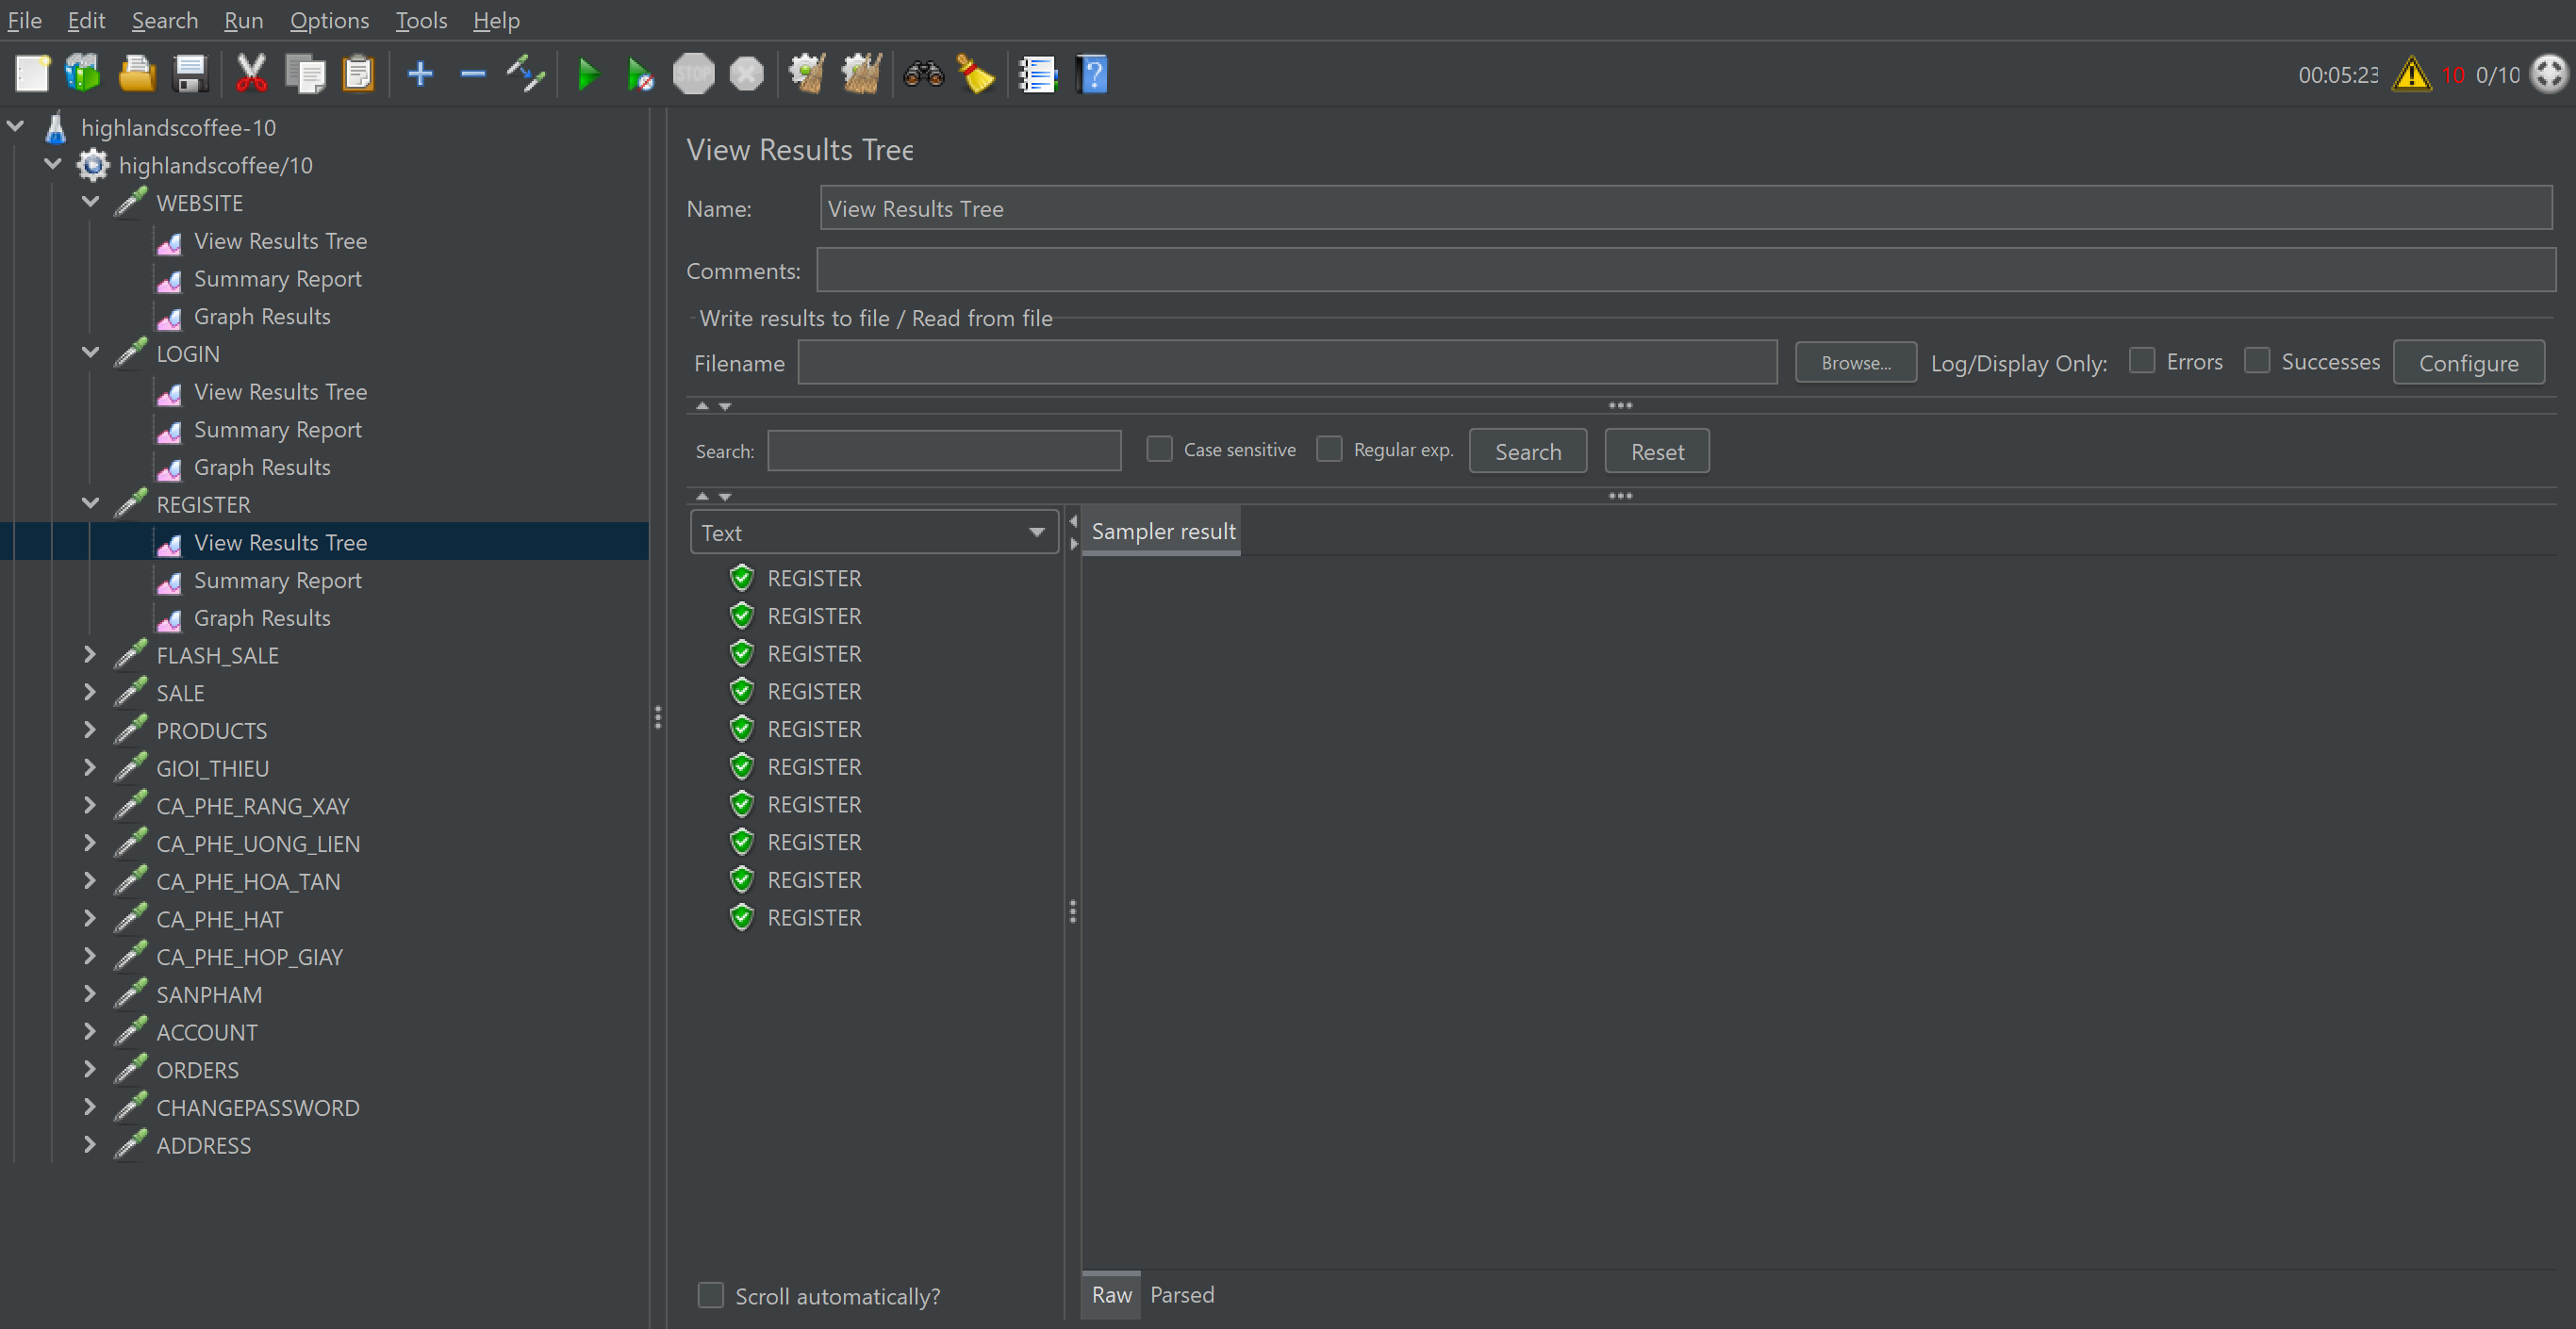 File Edit Search Run Options Tools Help
STOP
00:05:23 10 0/10
highlandscoffee-10
highlandscoffee/10
WEBSITE
View Results Tree
Summary Report
Graph Results
LOGIN
View Results Tree
Summary Report
Graph Results
REGISTER
View Results Tree
Summary Report
Graph Results
FLASH_SALE
SALE
PRODUCTS
GIOI_THIEU
CA_PHE_RANG_XAY
CA_PHE_UONG_LIEN
CA_PHE_HOA_TAN
CA_PHE_HAT
CA_PHE_HOP_GIAY
SANPHAM
ACCOUNT
ORDERS
CHANGEPASSWORD
ADDRESS
View Results Tree
Name: View Results Tree
Comments:
Write results to file / Read from file
Filename Browse... Log/Display Only: Errors Successes Configure
Search: Case sensitive Regular exp. Search Reset
Text
REGISTER
REGISTER
REGISTER
REGISTER
REGISTER
REGISTER
REGISTER
REGISTER
REGISTER
REGISTER
Scroll automatically?
Sampler result
Raw Parsed